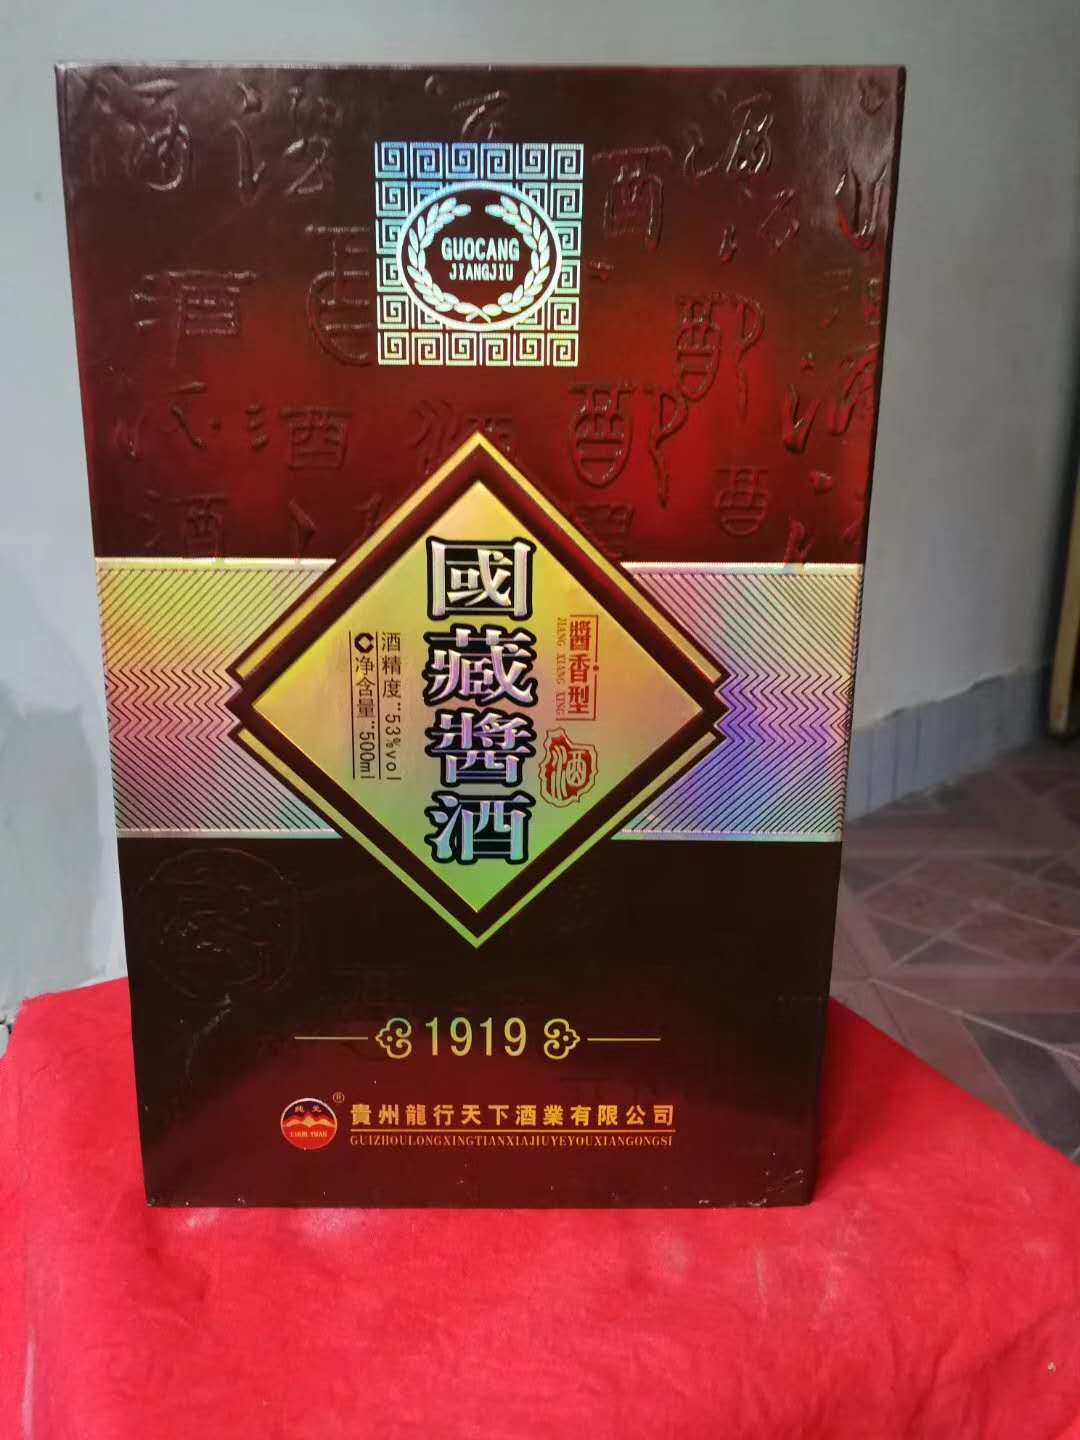 GUOCANG
JIANGJIU
國藏醬酒
醬香型
JIANG XIANG XING
酒
酒精度:53%vol
净含量:500ml
1919
®
貴州龍行天下酒業有限公司
GUIZHOULONGXINGTIANXIAJIUYEYOUXIANGONGSI